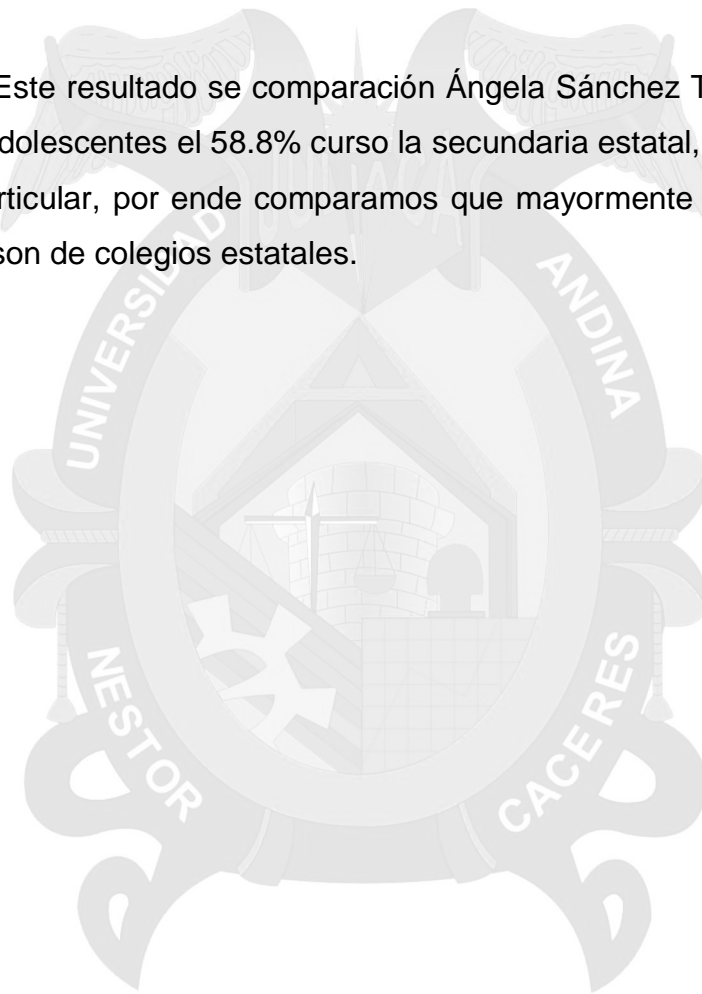 Este resultado se comparación Ángela Sánchez T
dolescentes el 58.8% curso la secundaria estatal,
rticular, por ende comparamos que mayormente
son de colegios estatales.
UNIVERSIDAD ANDINA
JULIACA
NESTOR CACERES